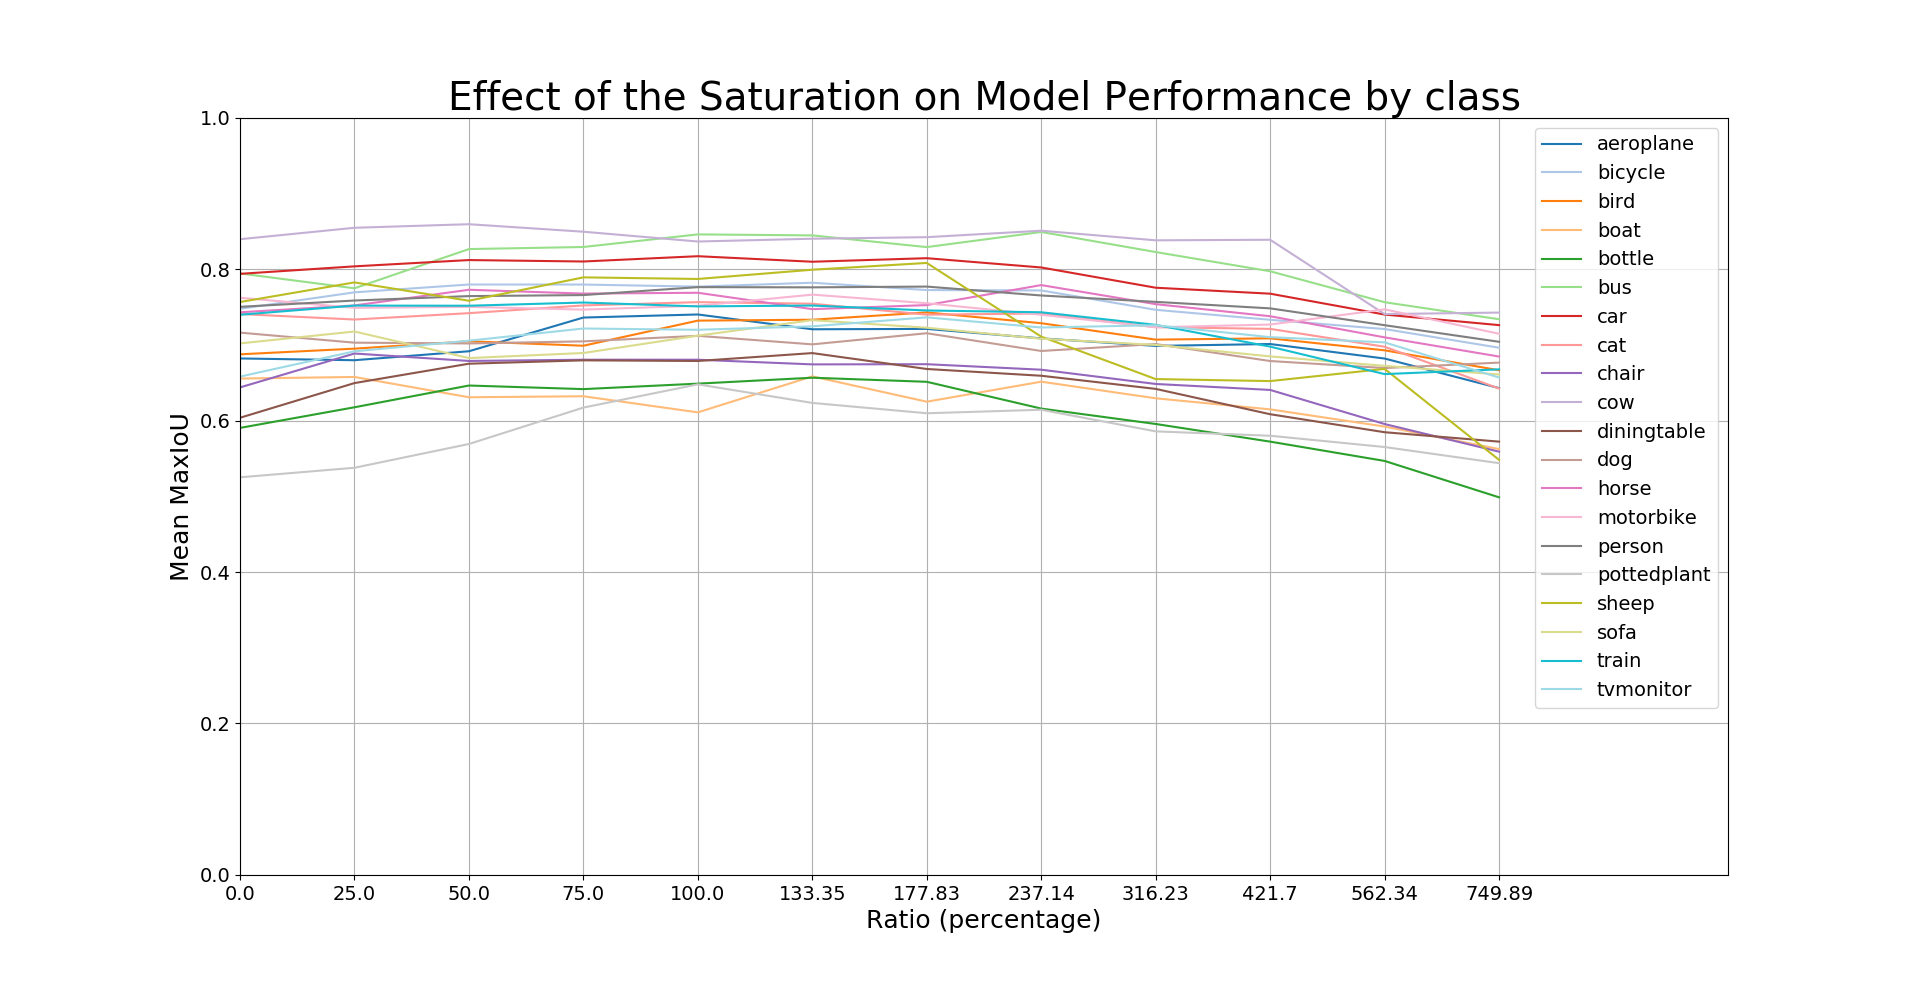 Effect of the Saturation on Model Performance by class
1.0
0.8
0.6
0.4
0.2
0.0
Mean MaxIoU
0.0 25.0 50.0 75.0 100.0 133.35 177.83 237.14 316.23 421.7 562.34 749.89
Ratio (percentage)
aeroplane
bicycle
bird
boat
bottle
bus
car
cat
chair
cow
diningtable
dog
horse
motorbike
person
pottedplant
sheep
sofa
train
tvmonitor